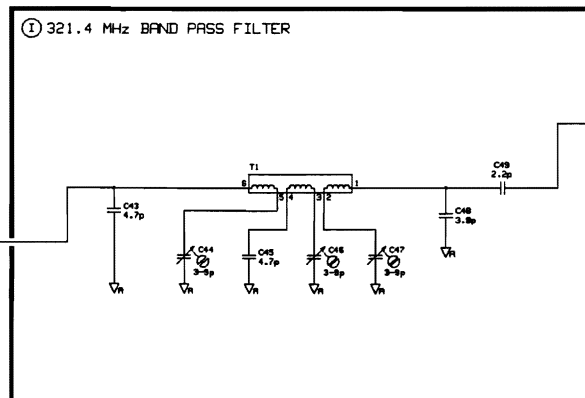 I 321.4 MHz BAND PASS FILTER
T1
6 5 4 3 2 1
C49
2.2p
C43
4.7p
C48
3.9p
C44
3-9p
C45
4.7p
C46
3-9p
C47
3-9p
A A A A A A